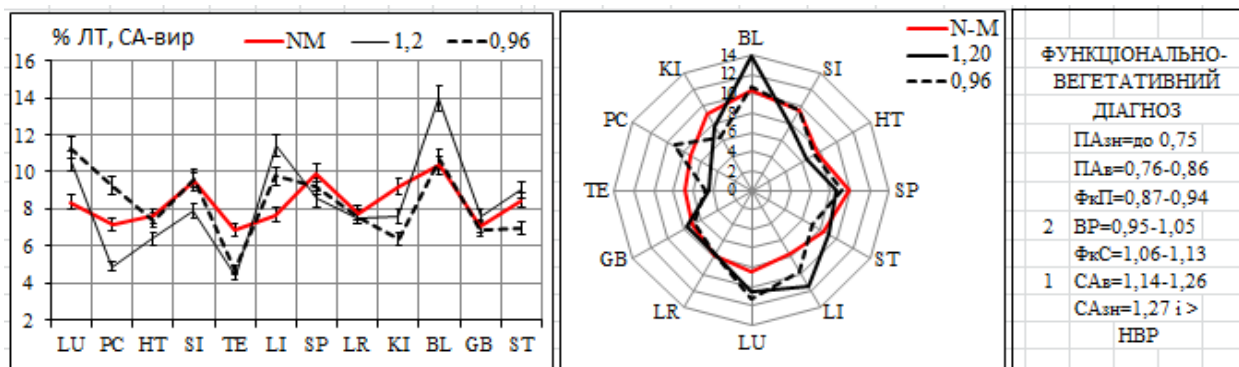 % ЛТ, СА-вир
NM
1,2
0,96
16
14
12
10
8
6
4
2
LU PC HT SI TE LI SP LR KI BL GB ST
N-M
1,20
0,96
BL
SI
HT
SP
ST
LI
LU
LR
GB
TE
PC
KI
14
12
10
8
6
4
2
0
ФУНКЦІОНАЛЬНО-
ВЕГЕТАТИВНИЙ
ДІАГНОЗ
ПАзн=до 0,75
ПАв=0,76-0,86
ФкП=0,87-0,94
2 ВР=0,95-1,05
ФкС=1,06-1,13
1 САв=1,14-1,26
САзн=1,27 і >
НВР